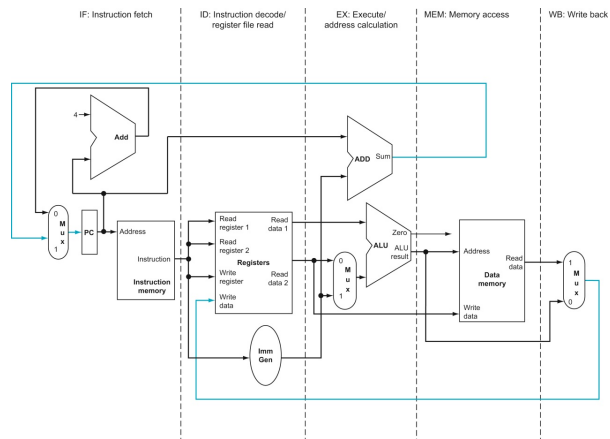 IF: Instruction fetch
ID: Instruction decode/
register file read
EX: Execute/
address calculation
MEM: Memory access
WB: Write back
4
Add
ADD
Sum
0
M
u
x
1
PC
Address
Instruction
Instruction
memory
Read
register 1
Read
register 2
Registers
Write
register
Write
data
Read
data 1
Read
data 2
Imm
Gen
0
M
u
x
1
Zero
ALU
ALU
result
Address
Read
data
Data
memory
Write
data
1
M
u
x
0